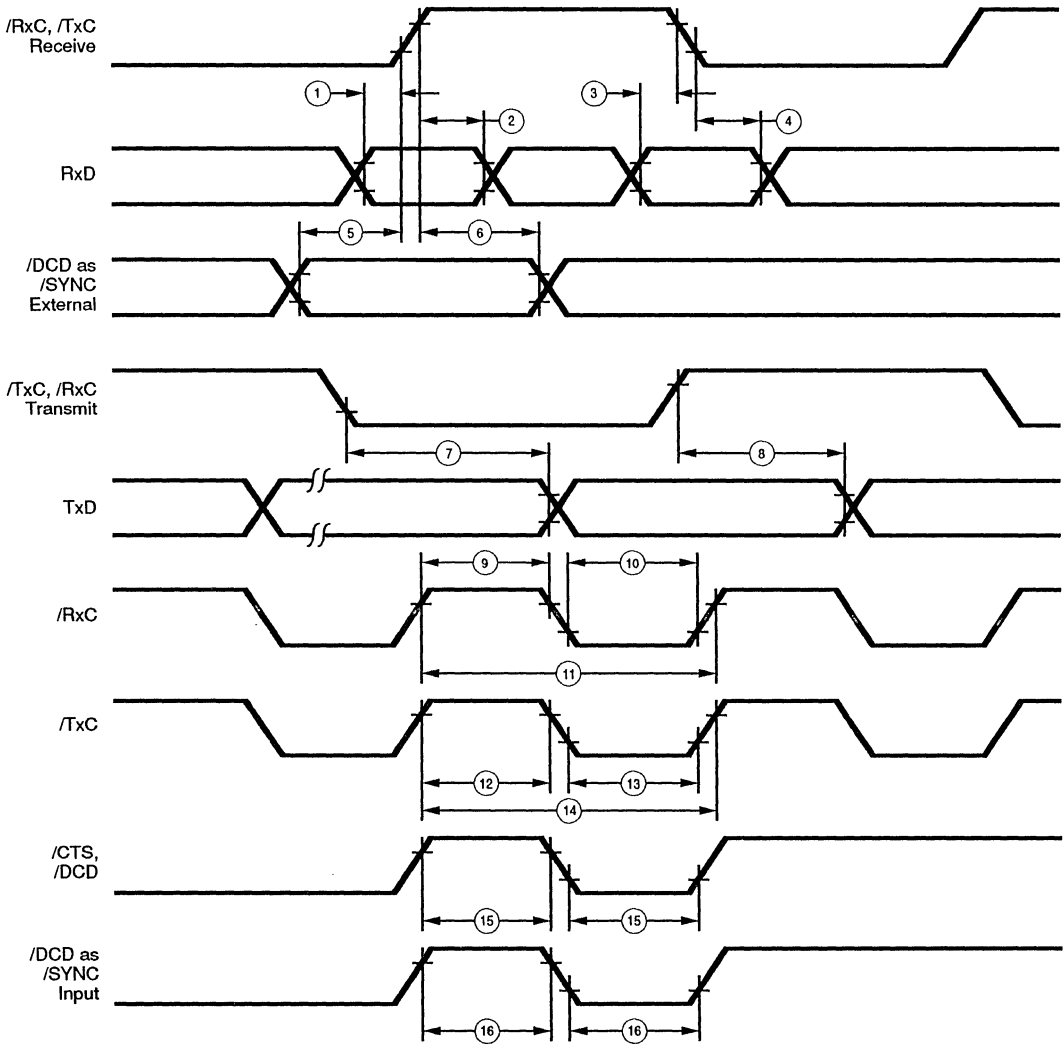 /RxC, /TxC
Receive
1
3
2
4
RxD
5
6
/DCD as
/SYNC
External
/TxC, /RxC
Transmit
7
8
TxD
9
10
/RxC
11
/TxC
12
13
14
/CTS,
/DCD
15
15
/DCD as
/SYNC
Input
16
16